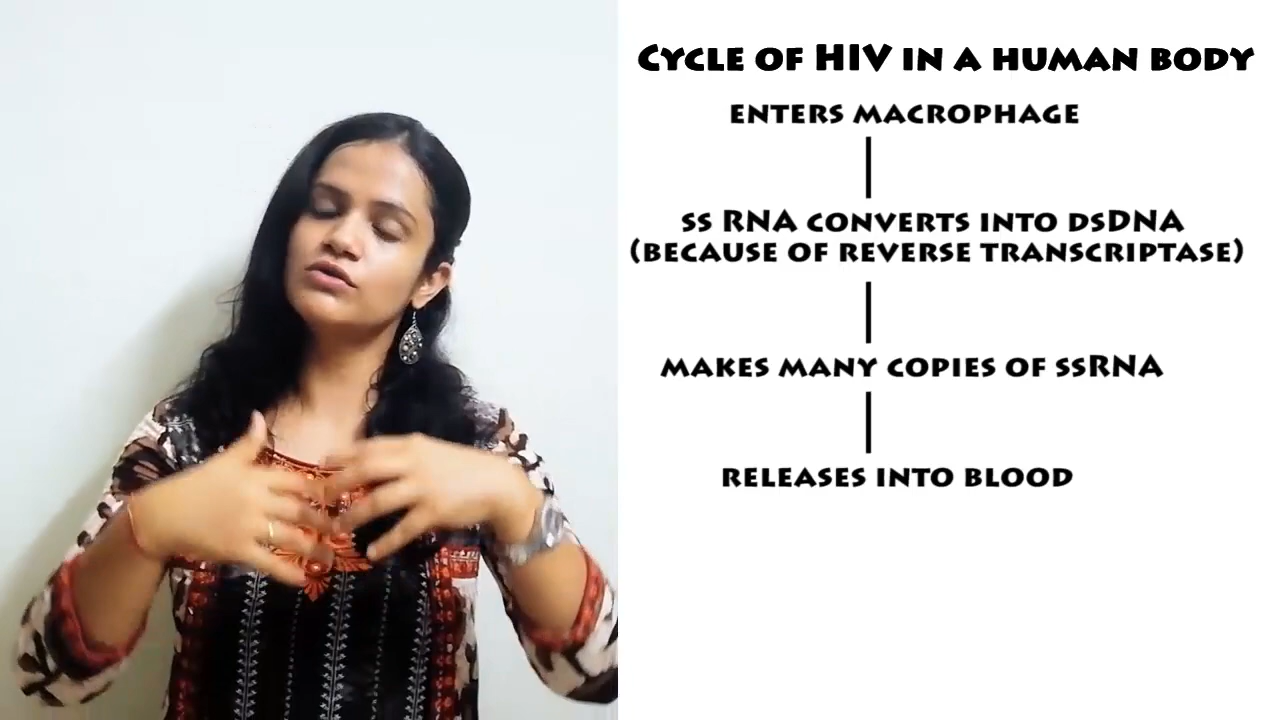 Cycle of HIV in a human body
enters macrophage
ss RNA converts into dsDNA
(because of reverse transcriptase)
makes many copies of ssRNA
releases into blood